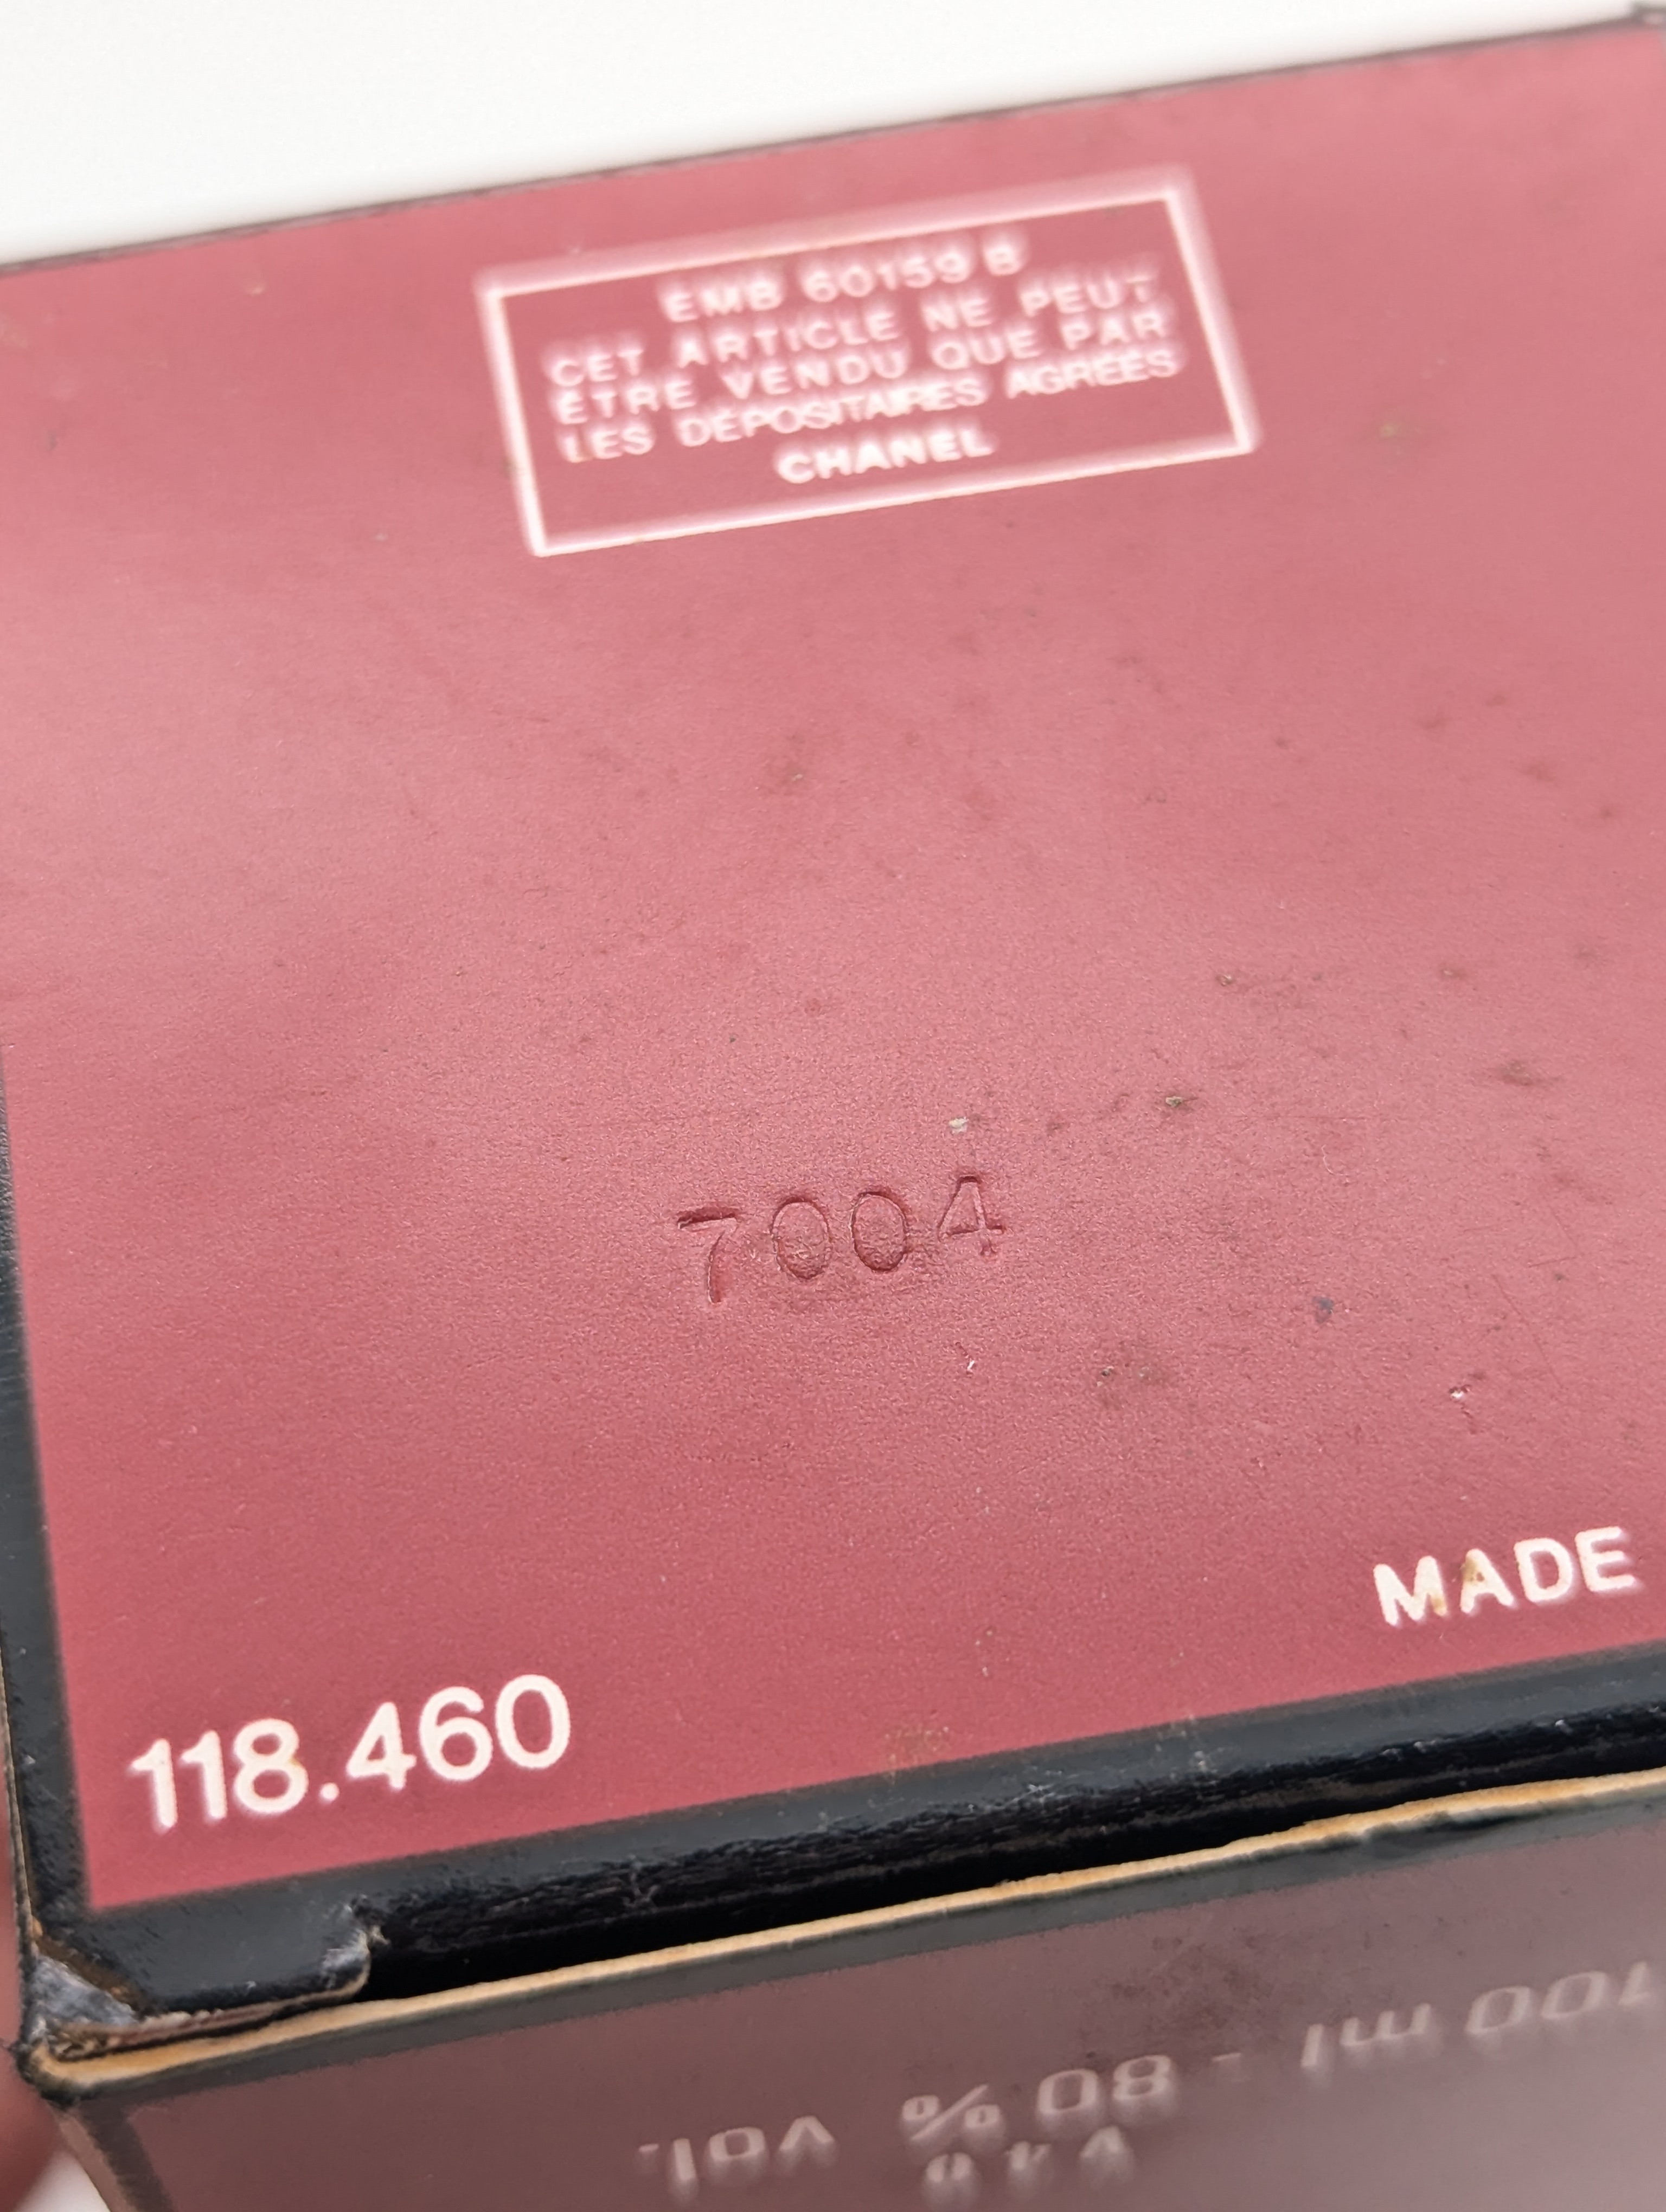 EMB 60159 B
CET ARTICLE NE PEUT
ÊTRE VENDU QUE PAR
LES DÉPOSITAIRES AGRÉÉS
CHANEL
7004
118.460
MADE
100 ml - 80 % vol.